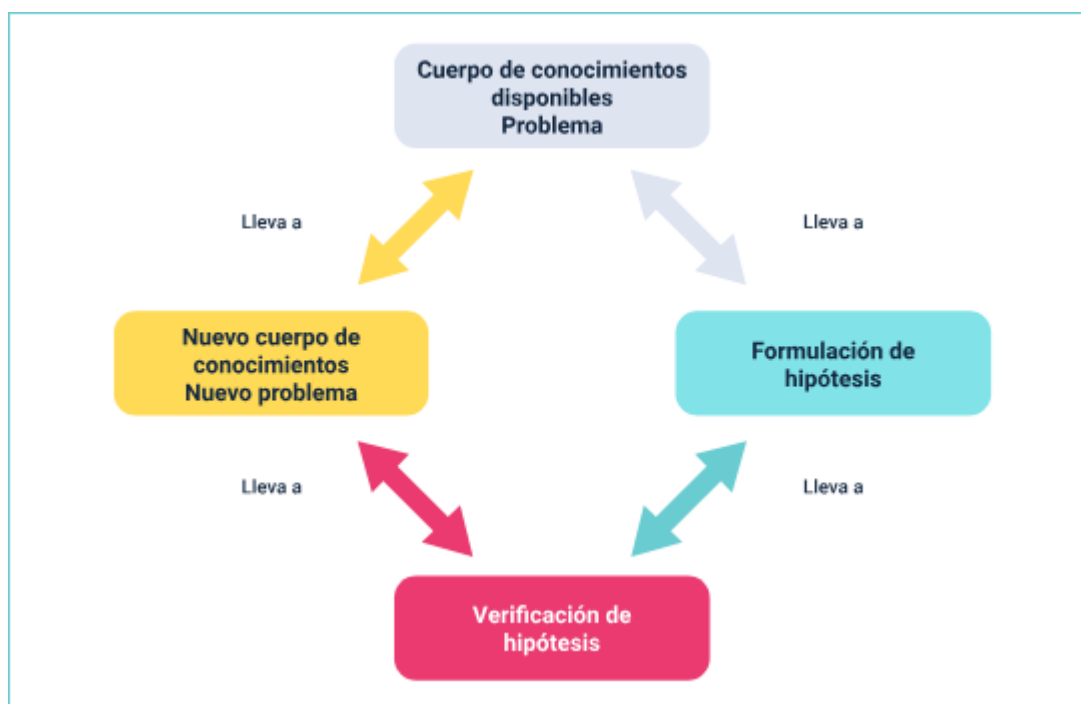 Cuerpo de conocimientos
disponibles
Problema
Lleva a
Lleva a
Nuevo cuerpo de
conocimientos
Nuevo problema
Formulación de
hipótesis
Lleva a
Lleva a
Verificación de
hipótesis